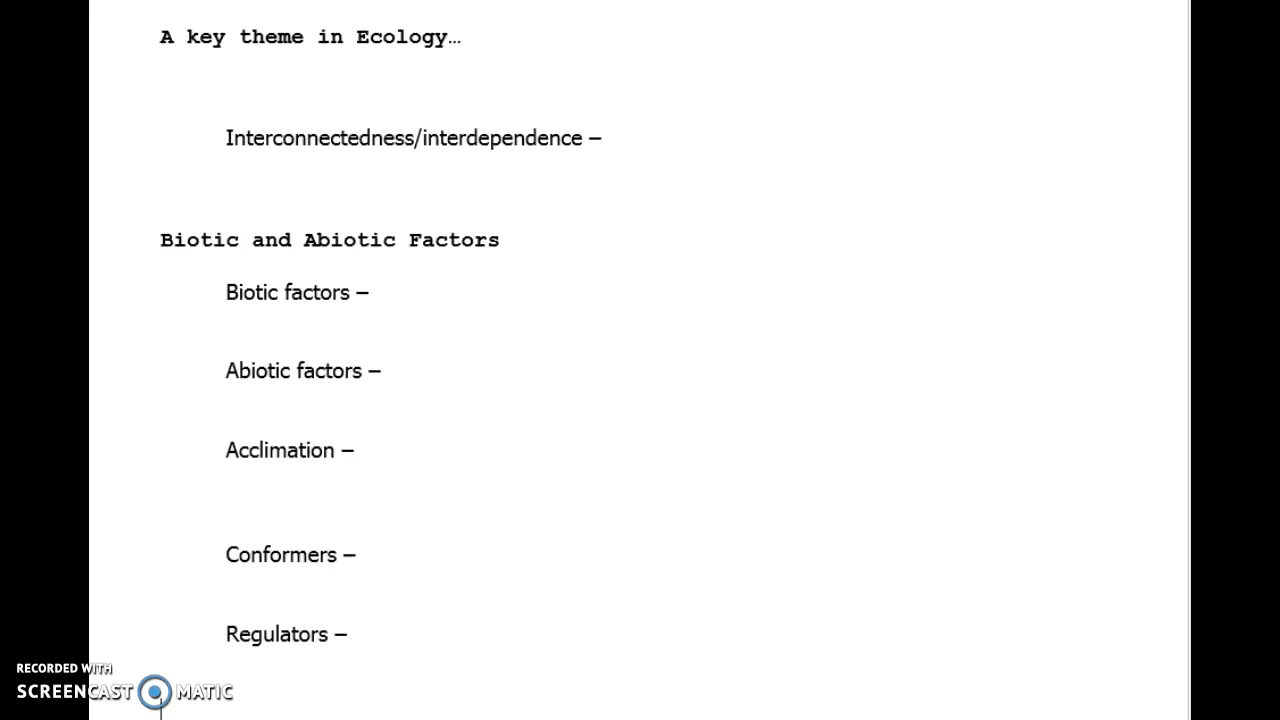 A key theme in Ecology…
Interconnectedness/interdependence –
Biotic and Abiotic Factors
Biotic factors –
Abiotic factors –
Acclimation –
Conformers –
Regulators –
RECORDED WITH
SCREENCAST MATIC